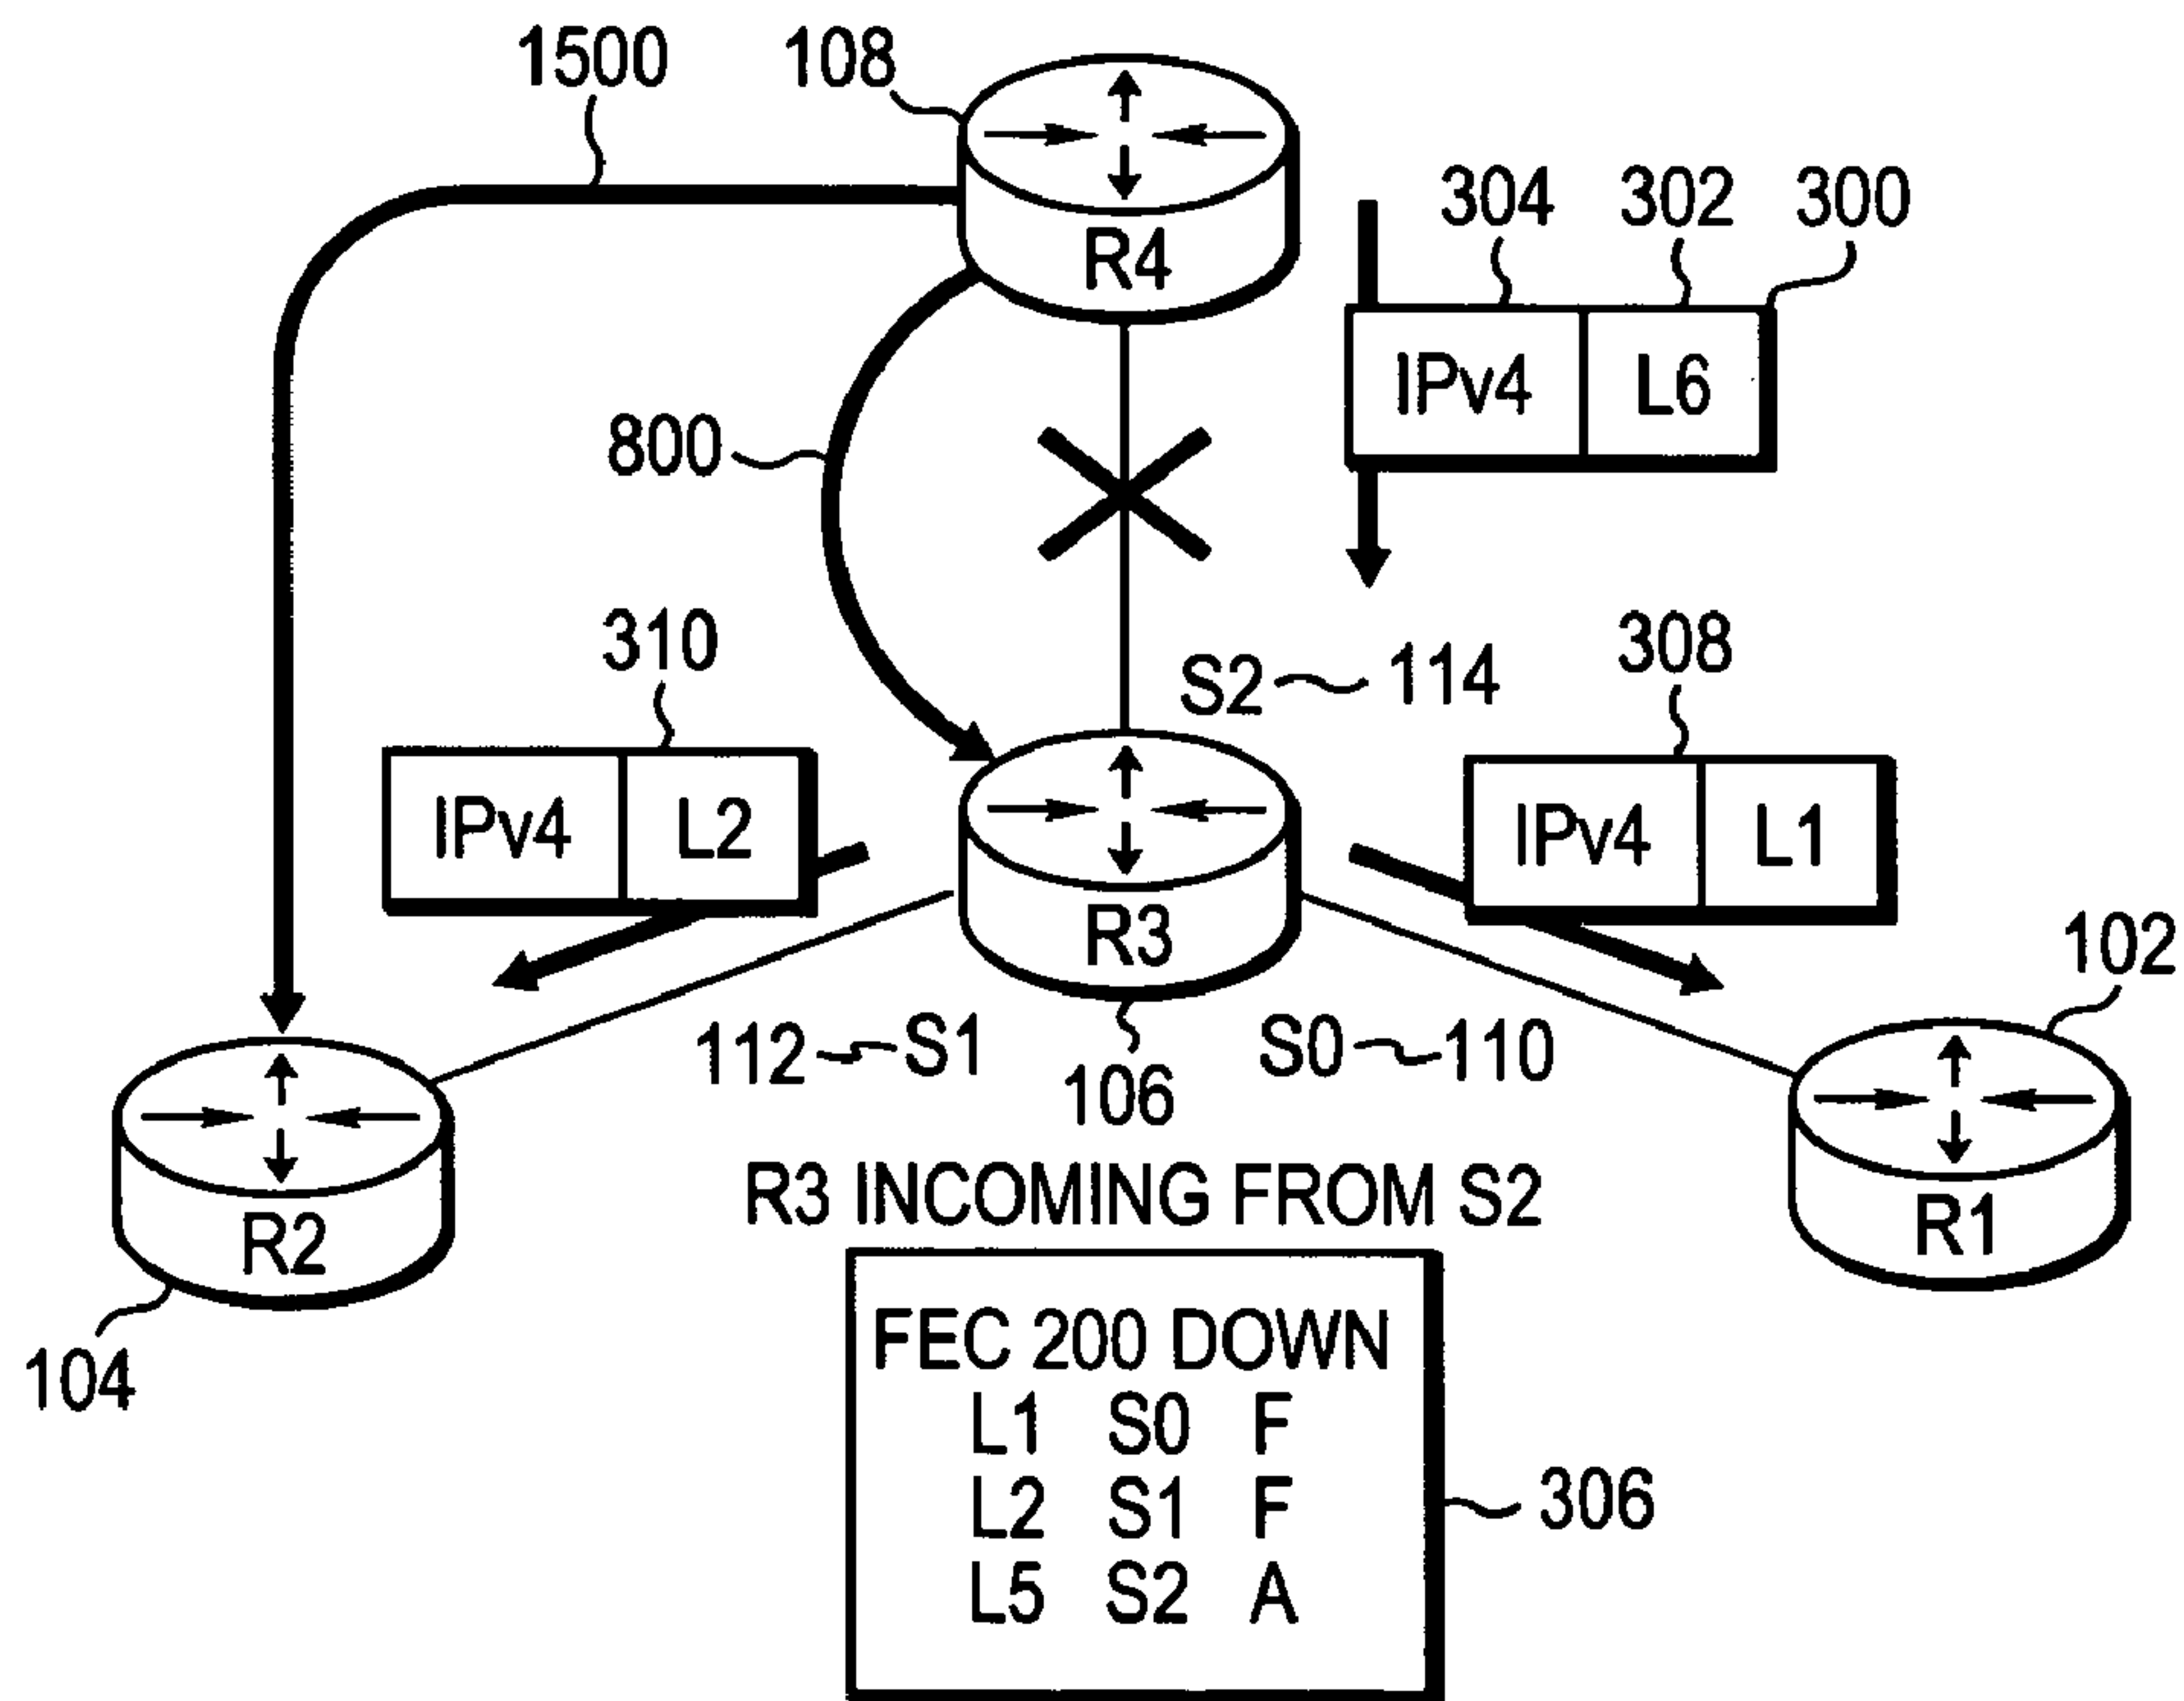 1500
108
304 302 300
R4
IPv4 L6
800
310
308
S2 114
IPv4 L2
IPv4 L1
R3
102
112 S1
S0 110
106
R3 INCOMING FROM S2
R2
R1
104
FEC 200 DOWN
L1 S0 F
L2 S1 F
306
L5 S2 A